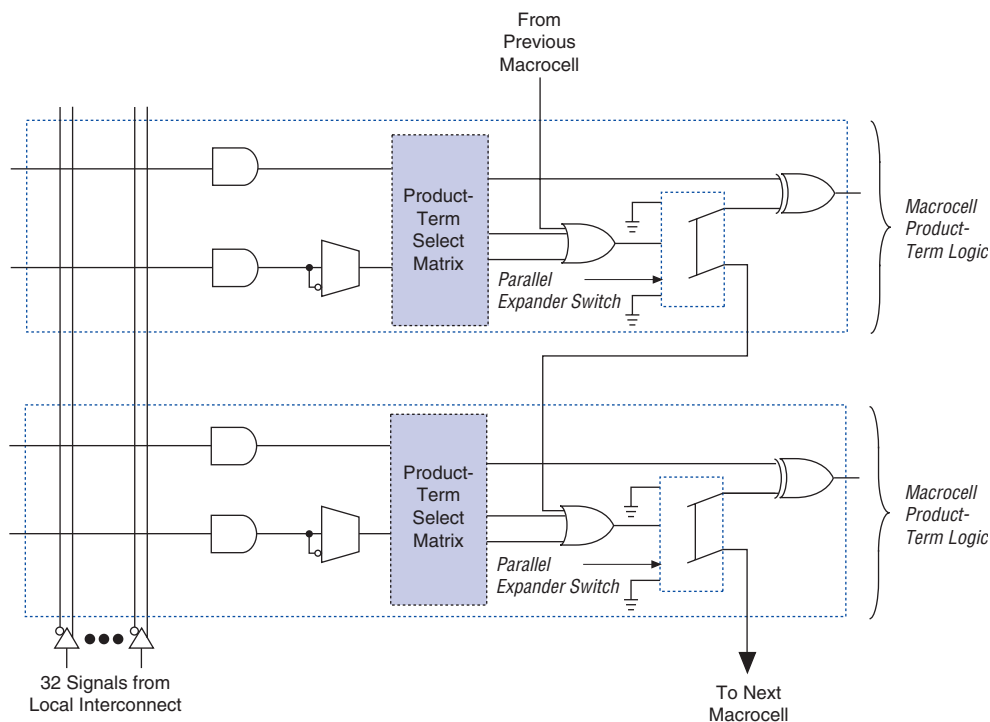 From
Previous
Macrocell
Product-
Term
Select
Matrix
Parallel
Expander Switch
Macrocell
Product-
Term Logic
Product-
Term
Select
Matrix
Parallel
Expander Switch
Macrocell
Product-
Term Logic
32 Signals from
Local Interconnect
To Next
Macrocell